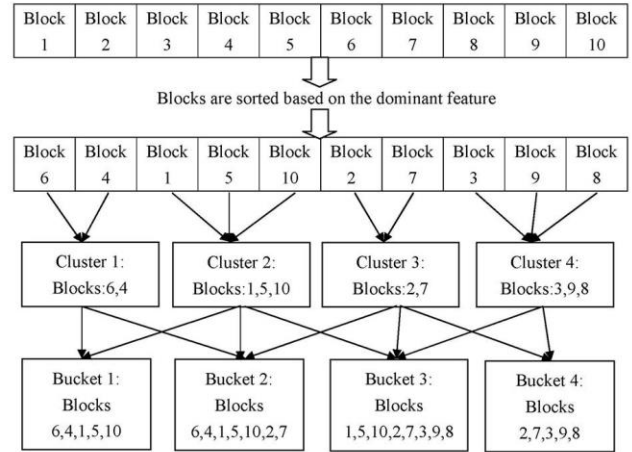 Block Block Block Block Block Block Block Block Block Block
1 2 3 4 5 6 7 8 9 10
Blocks are sorted based on the dominant feature
Block Block Block Block Block Block Block Block Block Block
6 4 1 5 10 2 7 3 9 8
Cluster 1: Cluster 2: Cluster 3: Cluster 4:
Blocks:6,4 Blocks:1,5,10 Blocks:2,7 Blocks:3,9,8
Bucket 1: Bucket 2: Bucket 3: Bucket 4:
Blocks Blocks Blocks Blocks
6,4,1,5,10 6,4,1,5,10,2,7 1,5,10,2,7,3,9,8 2,7,3,9,8